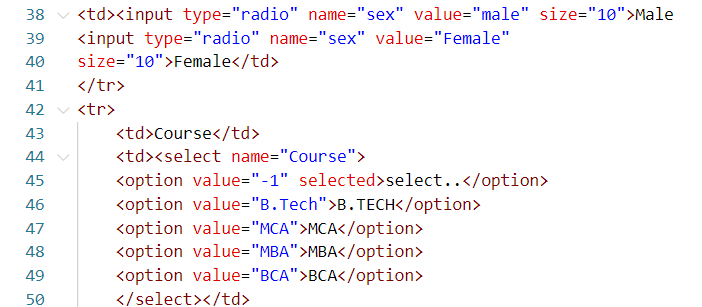 38 <td><input type="radio" name="sex" value="male" size="10">Male
39 <input type="radio" name="sex" value="Female"
40 size="10">Female</td>
41 </tr>
42 <tr>
43 <td>Course</td>
44 <td><select name="Course">
45 <option value="-1" selected>select..</option>
46 <option value="B.Tech">B.TECH</option>
47 <option value="MCA">MCA</option>
48 <option value="MBA">MBA</option>
49 <option value="BCA">BCA</option>
50 </select></td>